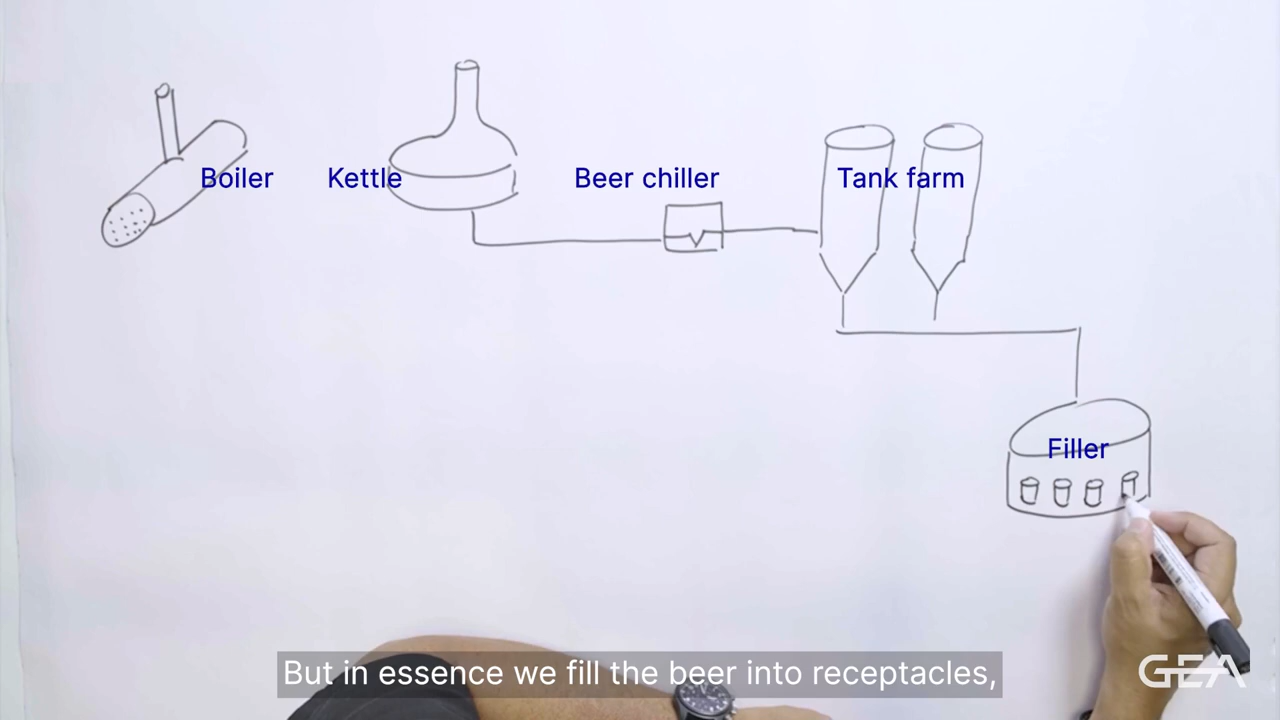 Boiler
Kettle
Beer chiller
Tank farm
Filler
But in essence we fill the beer into receptacles,
GEA